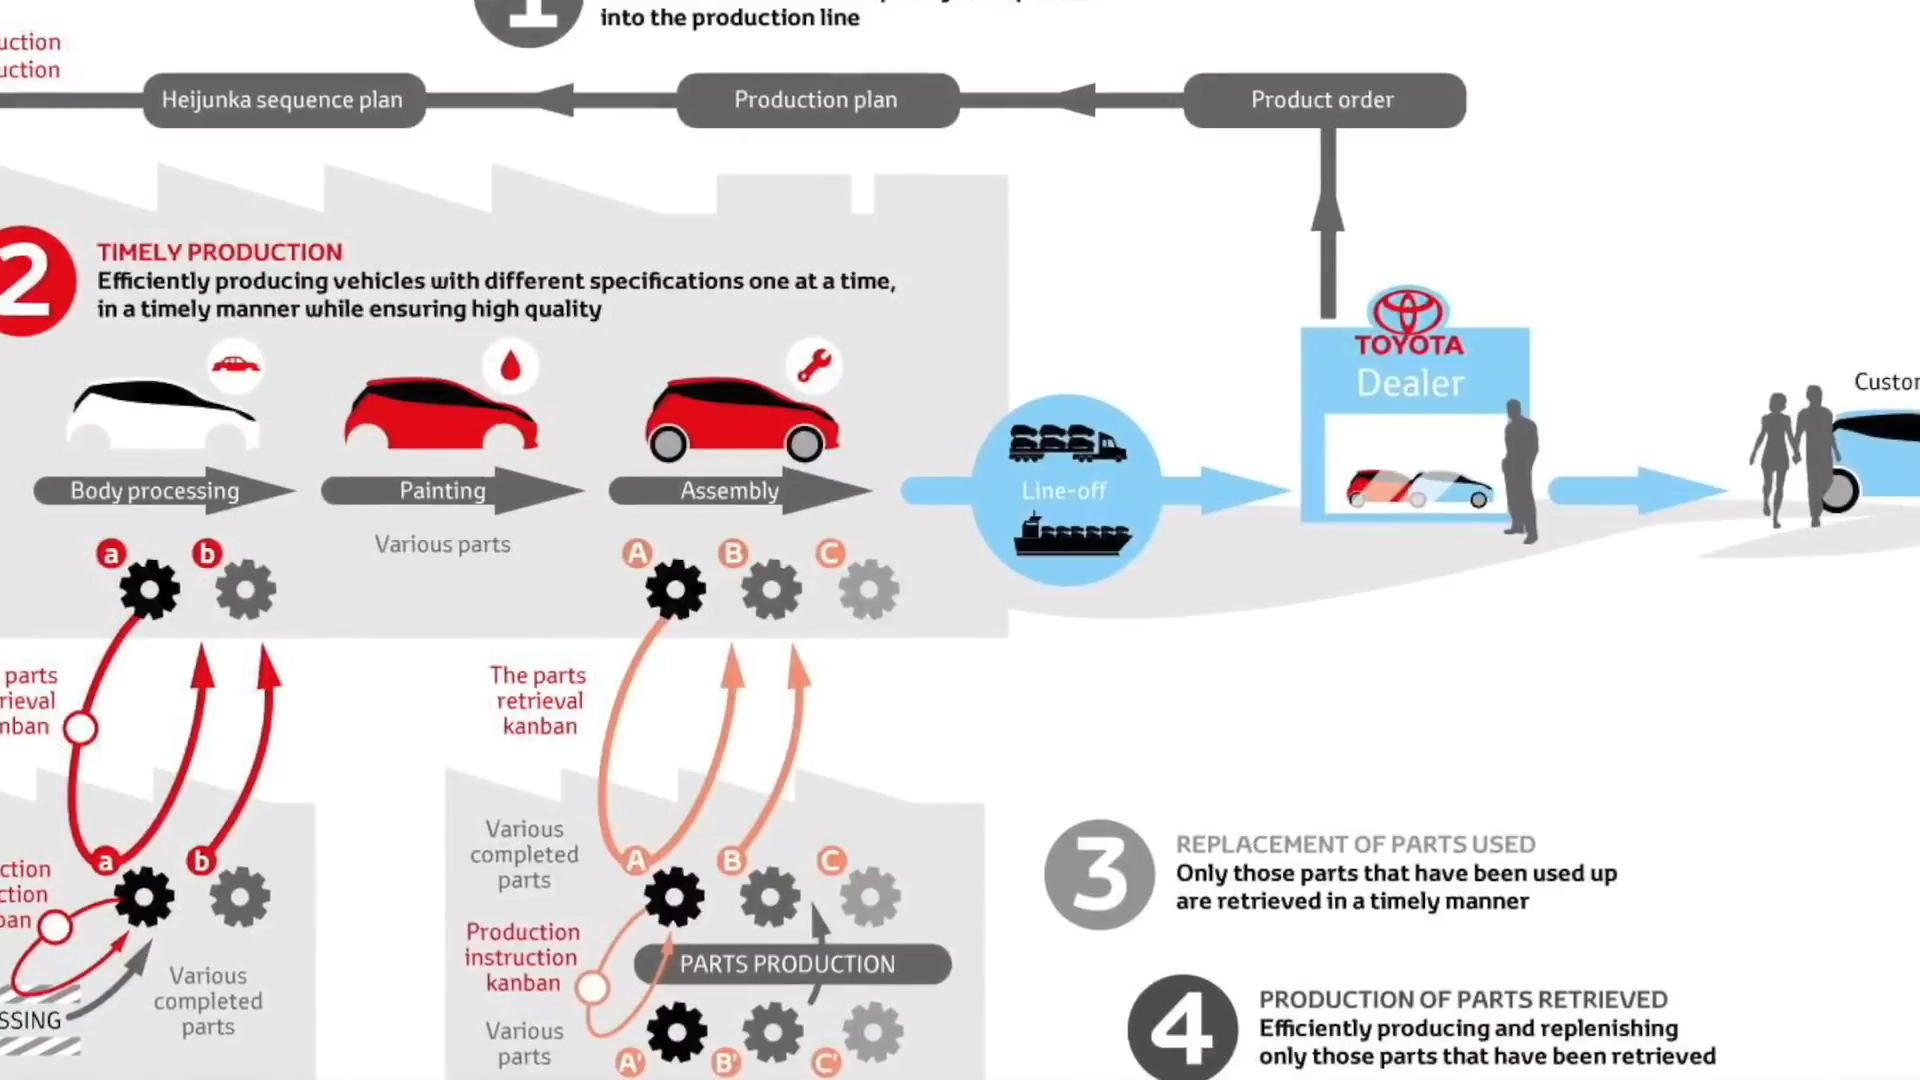 1
into the production line
uction
uction
Heijunka sequence plan
Production plan
Product order
2
TIMELY PRODUCTION
Efficiently producing vehicles with different specifications one at a time,
in a timely manner while ensuring high quality
TOYOTA
Dealer
Custor
Body processing
Painting
Assembly
Line-off
Various parts
a
b
A
B
C
parts
rieval
nban
The parts
retrieval
kanban
Various
completed
parts
a
b
A
B
C
ction
ction
ban
Production
instruction
kanban
PARTS PRODUCTION
Various
completed
parts
SSING
Various
parts
A'
B'
C'
3
REPLACEMENT OF PARTS USED
Only those parts that have been used up
are retrieved in a timely manner
4
PRODUCTION OF PARTS RETRIEVED
Efficiently producing and replenishing
only those parts that have been retrieved